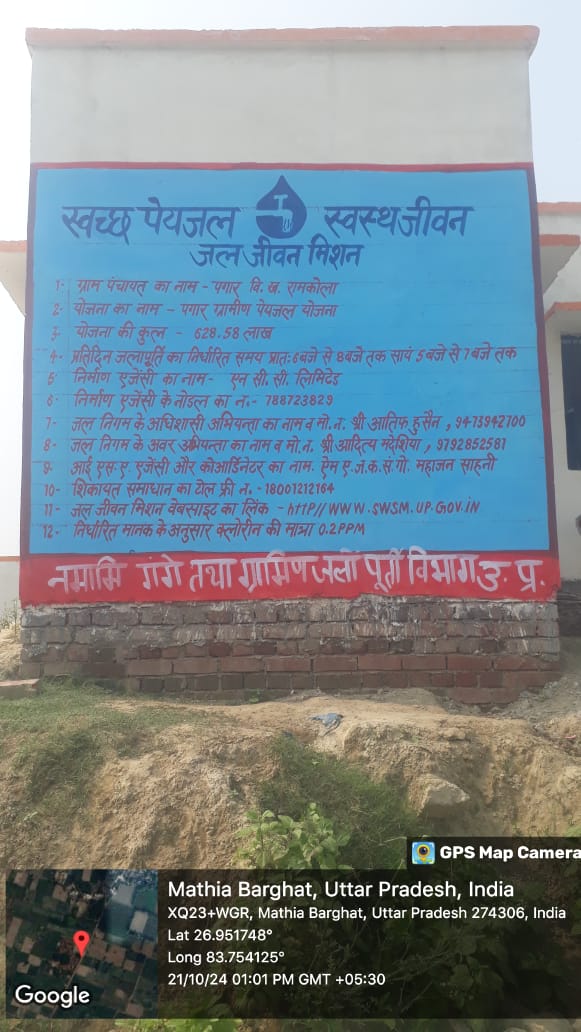 स्वच्छ पेयजल स्वस्थ जीवन
जल जीवन मिशन
1- ग्राम पंचायत का नाम - पगार वि. ख. रामकोला
2- योजना का नाम - पगार ग्रामीण पेयजल योजना
3- योजना की कुल - 628.58 लाख
4- प्रतिदिन जलापूर्ति का निर्धारित समय प्रातः 6 बजे से 8 बजे तक सायं 5 बजे से 7 बजे तक
5 निर्माण एजेंसी का नाम- एन सी. सी. लिमिटेड
6- निर्माण एजेंसी के नोडल का न.- 788723829
7- जल निगम के अधिशासी अभियन्ता का नाम व मो. न. श्री आतिफ हुसैन, 9473942700
8- जल निगम के अवर अभियन्ता का नाम व मो. न. श्री आदित्य मद्देशिया, 9792852581
9- आई एस. ए. एजेंसी और कोआर्डिनेटर का नाम. ऐम ए. ज. क. स. गो. महाजन साहनी
10- शिकायत समाधान का टोल फ्री न. - 18001212164
11- जल जीवन मिशन वेबसाइट का लिंक - http//WWW.SWSM.UP.GOV.iN
12- निर्धारित मानक के अनुसार क्लोरीन की मात्रा 0.2PPM
नमामि गंगे तथा ग्रामिण जलो पूर्ती विभाग उ. प्र.
GPS Map Camera
Mathia Barghat, Uttar Pradesh, India
XQ23+WGR, Mathia Barghat, Uttar Pradesh 274306, India
Lat 26.951748°
Long 83.754125°
21/10/24 01:01 PM GMT +05:30
Google